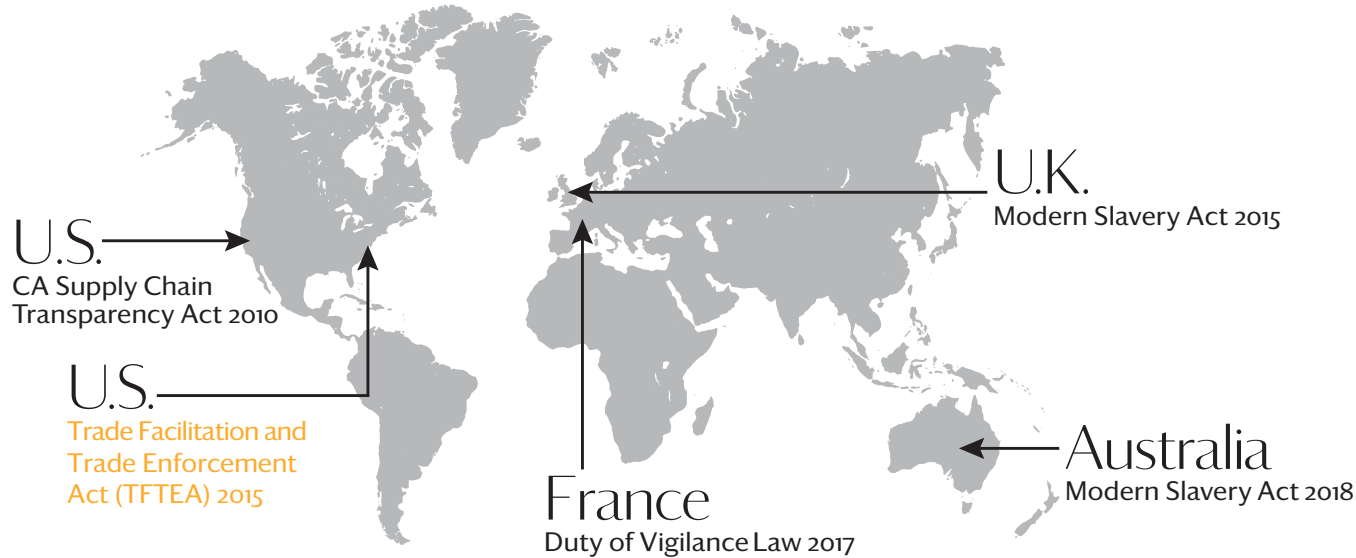 U.K.
Modern Slavery Act 2015
U.S.
CA Supply Chain
Transparency Act 2010
U.S.
Trade Facilitation and
Trade Enforcement
Act (TFTEA) 2015
Australia
Modern Slavery Act 2018
France
Duty of Vigilance Law 2017